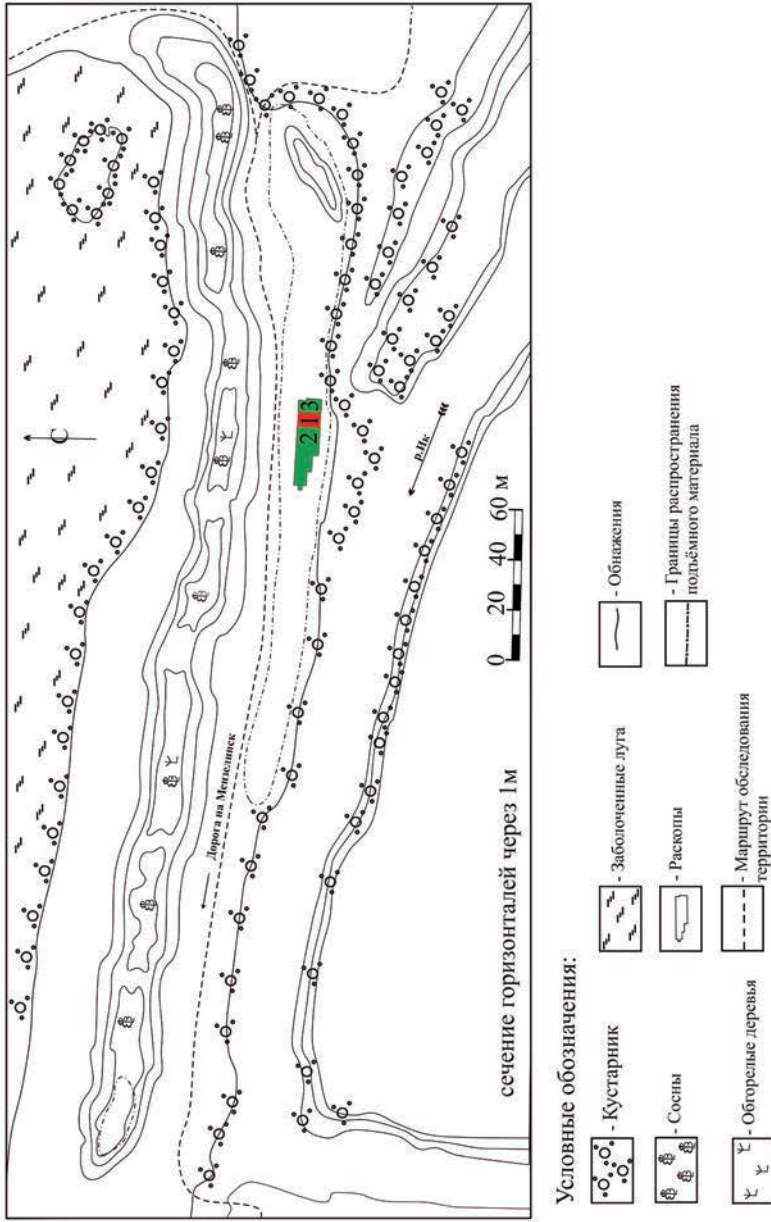 С
Дорога на Мензелинск
2 1 3
р.Ик
0 20 40 60 м
сечение горизонталей через 1м
Условные обозначения:
- Кустарник
- Сосны
- Обгорелые деревья
- Заболоченные луга
- Раскопы
- Маршрут обследования
территории
- Обнажения
- Границы распространения
подъёмного материала